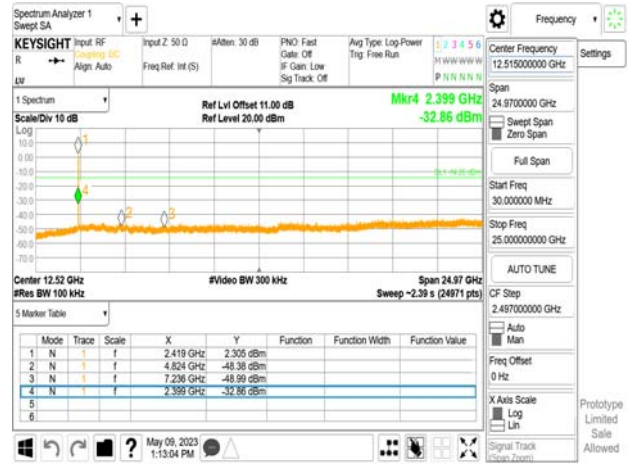 Spectrum Analyzer 1
Swept SA
Frequency
KEYSIGHT
R
Input: RF
Coupling: DC
Align: Auto
Input Z: 50 Ω
Freq Ref: Int (S)
#Atten: 30 dB
PNO: Fast
Gate: Off
IF Gain: Low
Sig Track: Off
Avg Type: Log-Power
Trig: Free Run
1 2 3 4 5 6
M W W W W W
P N N N N N
Center Frequency
12.515000000 GHz
Settings
Span
24.9700000 GHz
Swept Span
Zero Span
Full Span
Start Freq
30.000000 MHz
Stop Freq
25.000000000 GHz
AUTO TUNE
CF Step
2.497000000 GHz
Auto
Man
Freq Offset
0 Hz
X Axis Scale
Log
Lin
Signal Track
(Span Zoom)
Prototype
Limited
Sale
Allowed
1 Spectrum
Scale/Div 10 dB
Ref Lvl Offset 11.00 dB
Ref Level 20.00 dBm
Mkr4 2.399 GHz
-32.86 dBm
Log
10.0
0.00
-10.0
-20.0
-30.0
-40.0
-50.0
-60.0
-70.0
1
4
2
3
Center 12.52 GHz
#Res BW 100 kHz
#Video BW 300 kHz
Span 24.97 GHz
Sweep ~2.39 s (24971 pts)
5 Marker Table
Mode Trace Scale X Y Function Function Width Function Value
1 N 1 f 2.419 GHz 2.305 dBm
2 N 1 f 4.824 GHz -48.38 dBm
3 N 1 f 7.236 GHz -48.99 dBm
4 N 1 f 2.399 GHz -32.86 dBm
5
6
May 09, 2023
1:13:04 PM